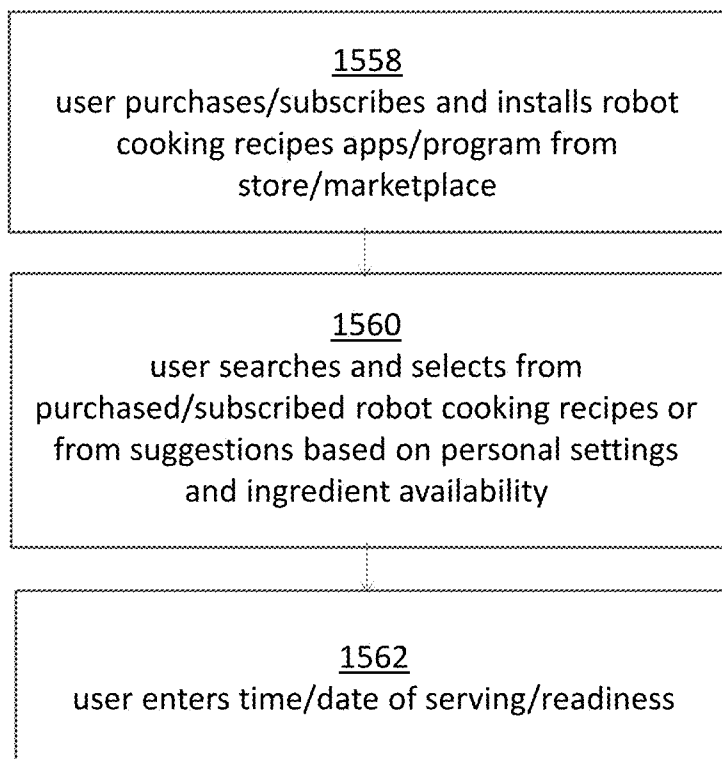 1558
user purchases/subscribes and installs robot
cooking recipes apps/program from
store/marketplace
1560
user searches and selects from
purchased/subscribed robot cooking recipes or
from suggestions based on personal settings
and ingredient availability
1562
user enters time/date of serving/readiness